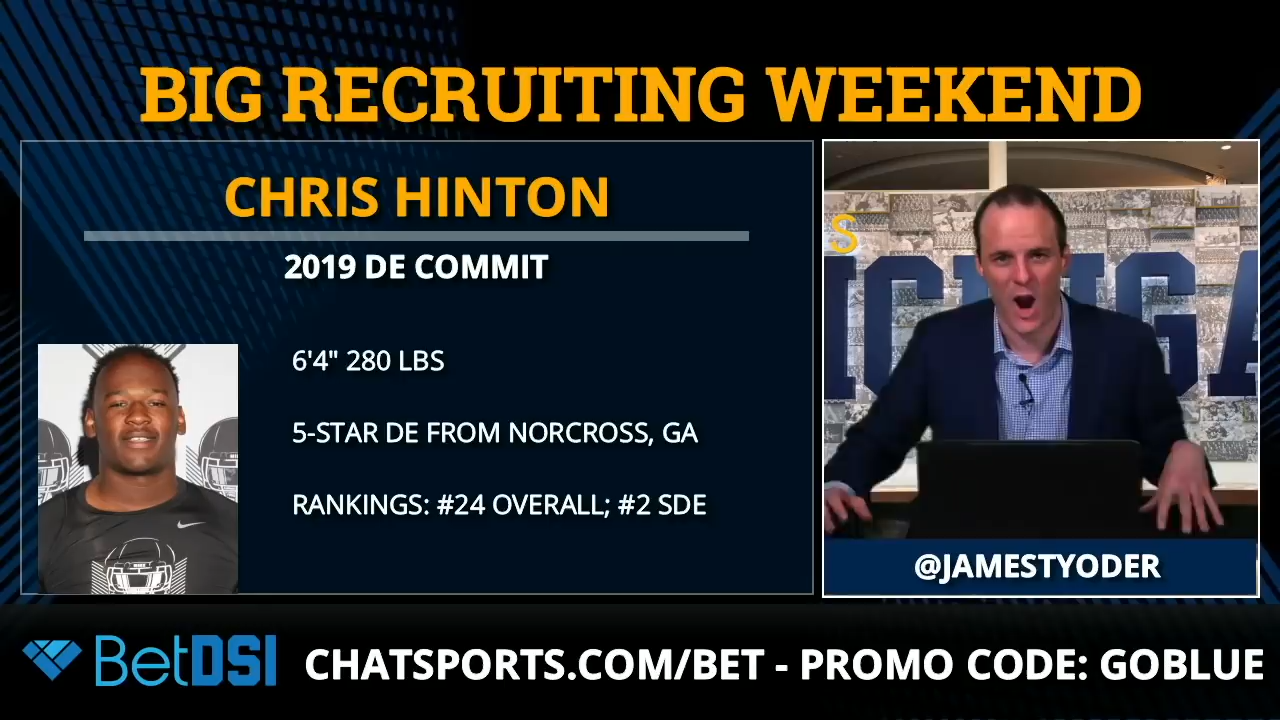 BIG RECRUITING WEEKEND
CHRIS HINTON
2019 DE COMMIT
6'4" 280 LBS
5-STAR DE FROM NORCROSS, GA
RANKINGS: #24 OVERALL; #2 SDE
S
ICHIGA
@JAMESTYODER
BetDSI
CHATSPORTS.COM/BET - PROMO CODE: GOBLUE